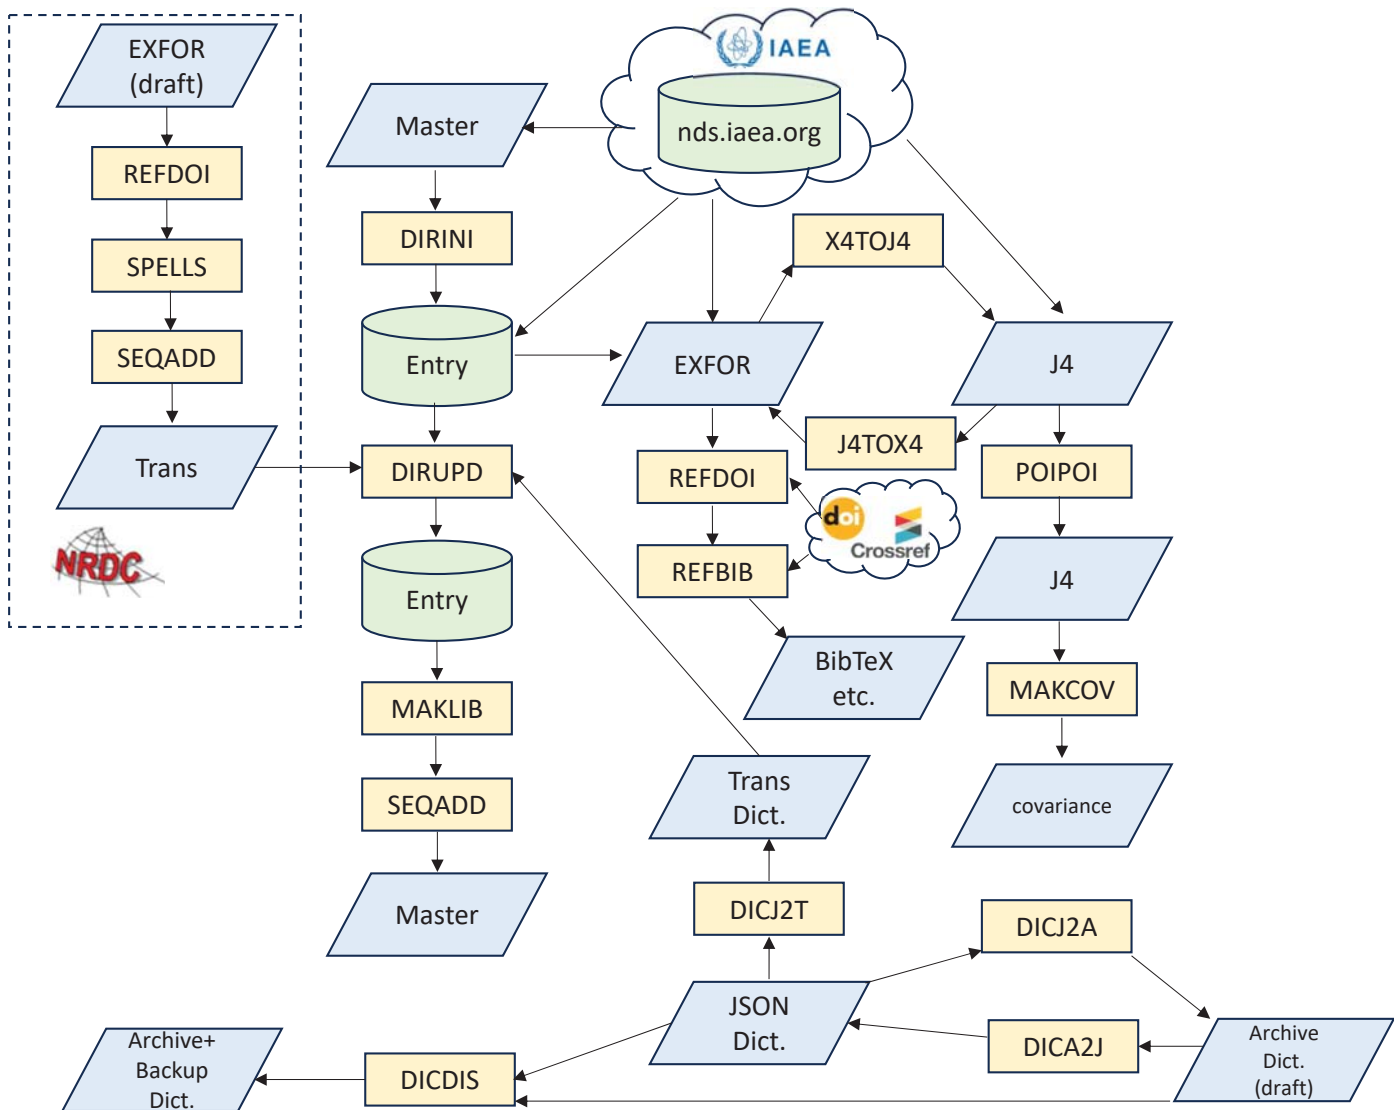 EXFOR
(draft)
REFDOI
SPELLS
SEQADD
Trans
NRDC
IAEA
nds.iaea.org
Master
DIRINI
Entry
DIRUPD
Entry
MAKLIB
SEQADD
Master
X4TOJ4
EXFOR
J4
J4TOX4
REFDOI
POIPOI
doi
Crossref
REFBIB
J4
BibTeX
etc.
MAKCOV
covariance
Trans
Dict.
DICJ2T
DICJ2A
JSON
Dict.
DICA2J
Archive
Dict.
(draft)
DICDIS
Archive+
Backup
Dict.